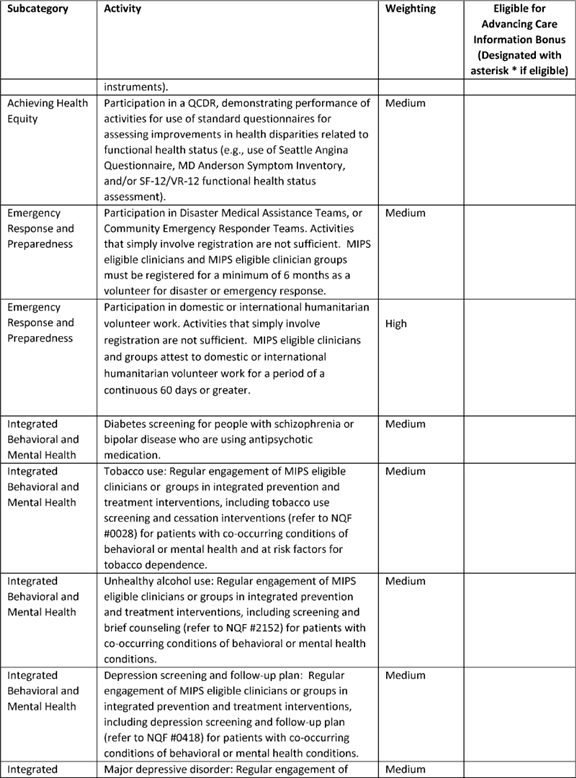 Subcategory
Activity
Weighting
Eligible for
Advancing Care
Information Bonus
(Designated with
asterisk * if eligible)
instruments).
Achieving Health
Equity
Participation in a QCDR, demonstrating performance of
activities for use of standard questionnaires for
assessing improvements in health disparities related to
functional health status (e.g., use of Seattle Angina
Questionnaire, MD Anderson Symptom Inventory,
and/or SF-12/VR-12 functional health status
assessment).
Medium
Emergency
Response and
Preparedness
Participation in Disaster Medical Assistance Teams, or
Community Emergency Responder Teams. Activities
that simply involve registration are not sufficient. MIPS
eligible clinicians and MIPS eligible clinician groups
must be registered for a minimum of 6 months as a
volunteer for disaster or emergency response.
Medium
Emergency
Response and
Preparedness
Participation in domestic or international humanitarian
volunteer work. Activities that simply involve
registration are not sufficient. MIPS eligible clinicians
and groups attest to domestic or international
humanitarian volunteer work for a period of a
continuous 60 days or greater.
High
Integrated
Behavioral and
Mental Health
Diabetes screening for people with schizophrenia or
bipolar disease who are using antipsychotic
medication.
Medium
Integrated
Behavioral and
Mental Health
Tobacco use: Regular engagement of MIPS eligible
clinicians or groups in integrated prevention and
treatment interventions, including tobacco use
screening and cessation interventions (refer to NQF
#0028) for patients with co-occurring conditions of
behavioral or mental health and at risk factors for
tobacco dependence.
Medium
Integrated
Behavioral and
Mental Health
Unhealthy alcohol use: Regular engagement of MIPS
eligible clinicians or groups in integrated prevention
and treatment interventions, including screening and
brief counseling (refer to NQF #2152) for patients with
co-occurring conditions of behavioral or mental health
conditions.
Medium
Integrated
Behavioral and
Mental Health
Depression screening and follow-up plan: Regular
engagement of MIPS eligible clinicians or groups in
integrated prevention and treatment interventions,
including depression screening and follow-up plan
(refer to NQF #0418) for patients with co-occurring
conditions of behavioral or mental health conditions.
Medium
Integrated
Major depressive disorder: Regular engagement of
Medium